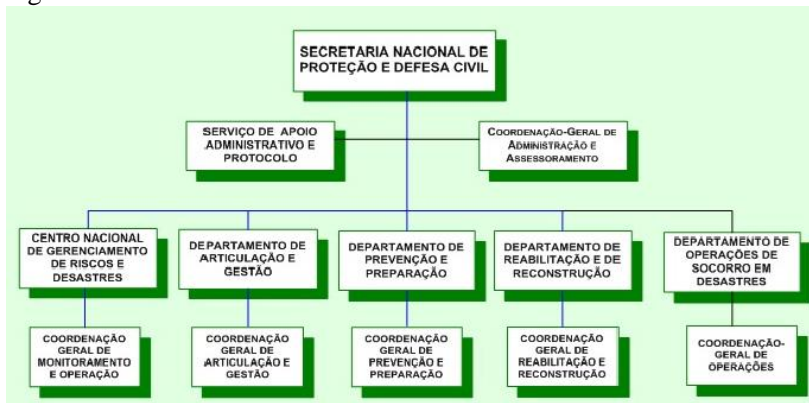 SECRETARIA NACIONAL DE
PROTEÇÃO E DEFESA CIVIL
SERVIÇO DE APOIO
ADMINISTRATIVO E
PROTOCOLO
COORDENAÇÃO-GERAL DE
ADMINISTRAÇÃO E
ASSESSORAMENTO
CENTRO NACIONAL
DE GERENCIAMENTO
DE RISCOS E
DESASTRES
DEPARTAMENTO DE
ARTICULAÇÃO E
GESTÃO
DEPARTAMENTO DE
PREVENÇÃO E
PREPARAÇÃO
DEPARTAMENTO DE
REABILITAÇÃO E DE
RECONSTRUÇÃO
DEPARTAMENTO DE
OPERAÇÕES DE
SOCORRO EM
DESASTRES
COORDENAÇÃO
GERAL DE
MONITORAMENTO
E OPERAÇÃO
COORDENAÇÃO
GERAL DE
ARTICULAÇÃO E
GESTÃO
COORDENAÇÃO
GERAL DE
PREVENÇÃO E
PREPARAÇÃO
COORDENAÇÃO
GERAL DE
REABILITAÇÃO E
RECONSTRUÇÃO
COORDENAÇÃO-
GERAL DE
OPERAÇÕES